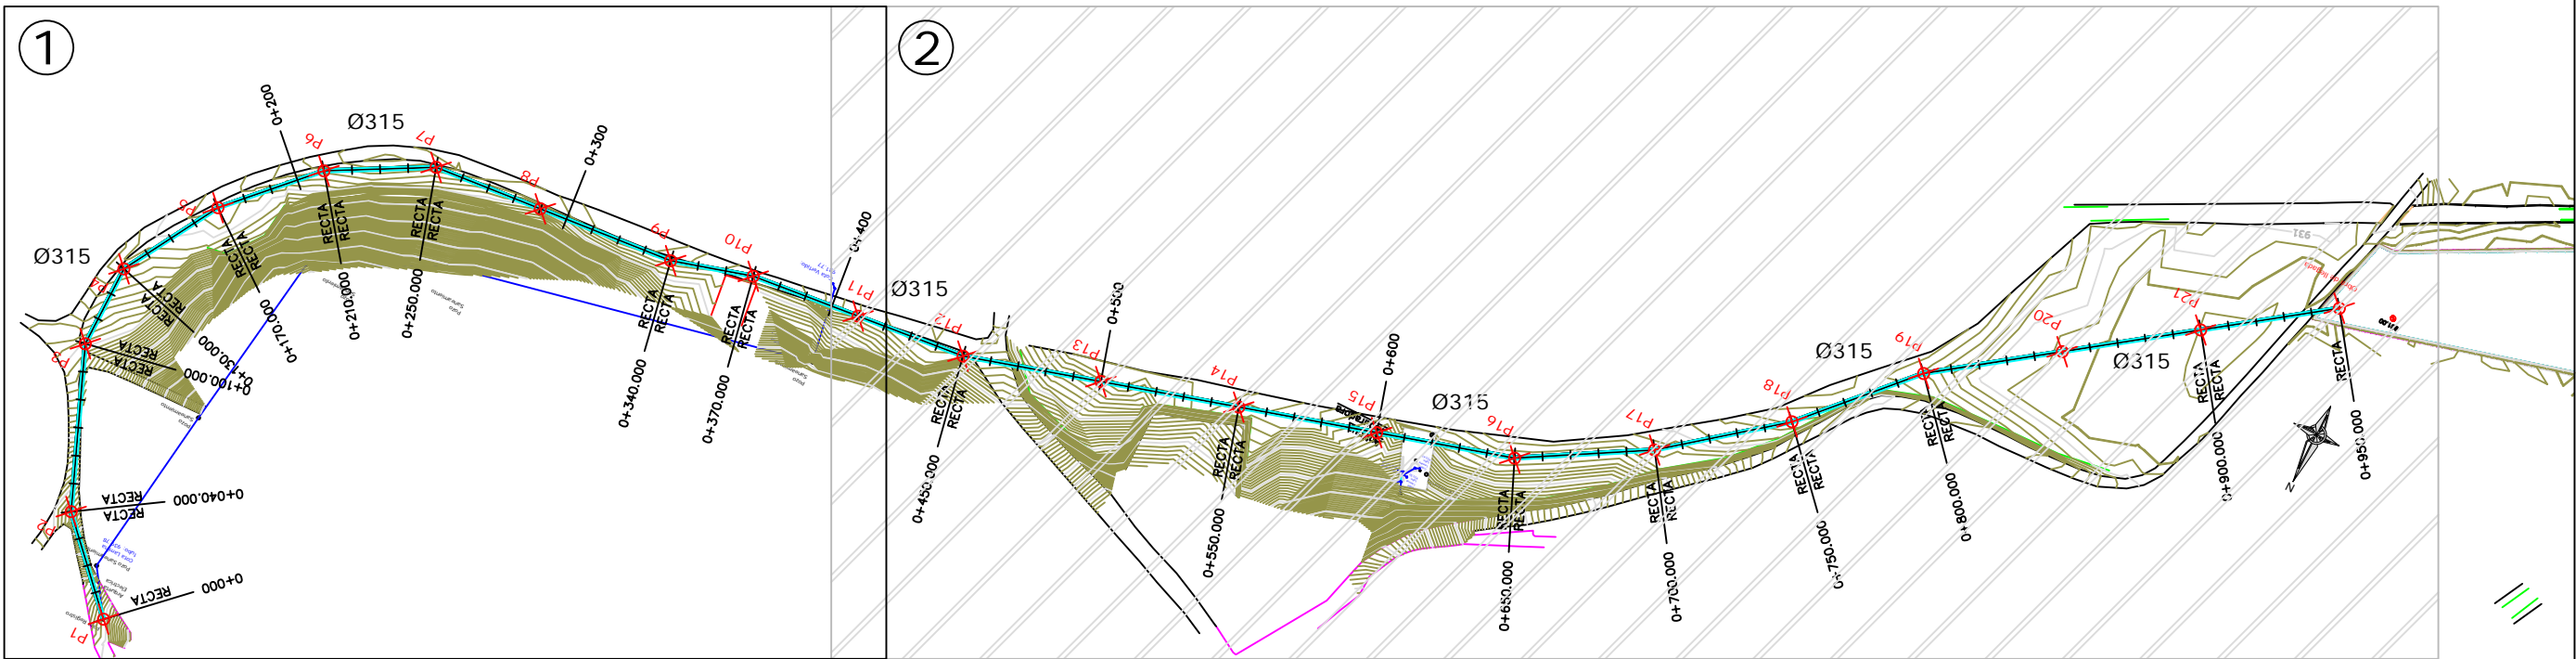 1
2
0+200
P6
Ø315
P7
0+300
P8
P5
Ø315
P4
P9
P10
0+400
P11
Ø315
RECTA
RECTA
RECTA
RECTA
RECTA
RECTA
RECTA
RECTA
RECTA
RECTA
RECTA
RECTA
RECTA
RECTA
P3
0+100.000
0+130.000
0+170.000
0+210.000
0+250.000
0+340.000
0+370.000
P2
RECTA
RECTA
0+040.000
P1
RECTA
0+000
P12
RECTA
RECTA
0+450.000
P13
0+500
P14
RECTA
RECTA
0+550.000
P15
0+600
Ø315
P16
RECTA
RECTA
0+650.000
P17
RECTA
RECTA
0+700.000
P18
Ø315
RECTA
RECTA
0+750.000
P19
RECTA
RECTA
0+800.000
P20
Ø315
P21
931
RECTA
RECTA
0+900.000
RECTA
0+950.000
N